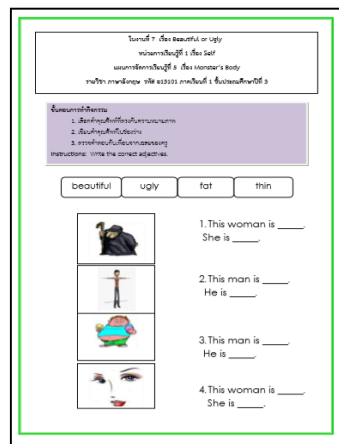 ใบงานที่ 7 เรื่อง Beautiful or Ugly
หน่วยการเรียนรู้ที่ 1 เรื่อง Self
แผนการจัดการเรียนรู้ที่ 5 เรื่อง Monster's Body
รายวิชา ภาษาอังกฤษ รหัส อ13101 ภาคเรียนที่ 1 ชั้นประถมศึกษาปีที่ 3
ขั้นตอนการทำกิจกรรม
1. เลือกคำคุณศัพท์ที่ตรงกับความหมายภาพ
2. เขียนคำคุณศัพท์ในช่องว่าง
3. ตรวจคำตอบกับเพื่อนจากเฉลยของครู
Instructions: Write the correct adjectives.
beautiful ugly fat thin
1.This woman is _____.
She is _____.
2.This man is _____.
He is _____.
3.This man is _____.
He is _____.
4.This woman is _____.
She is _____.